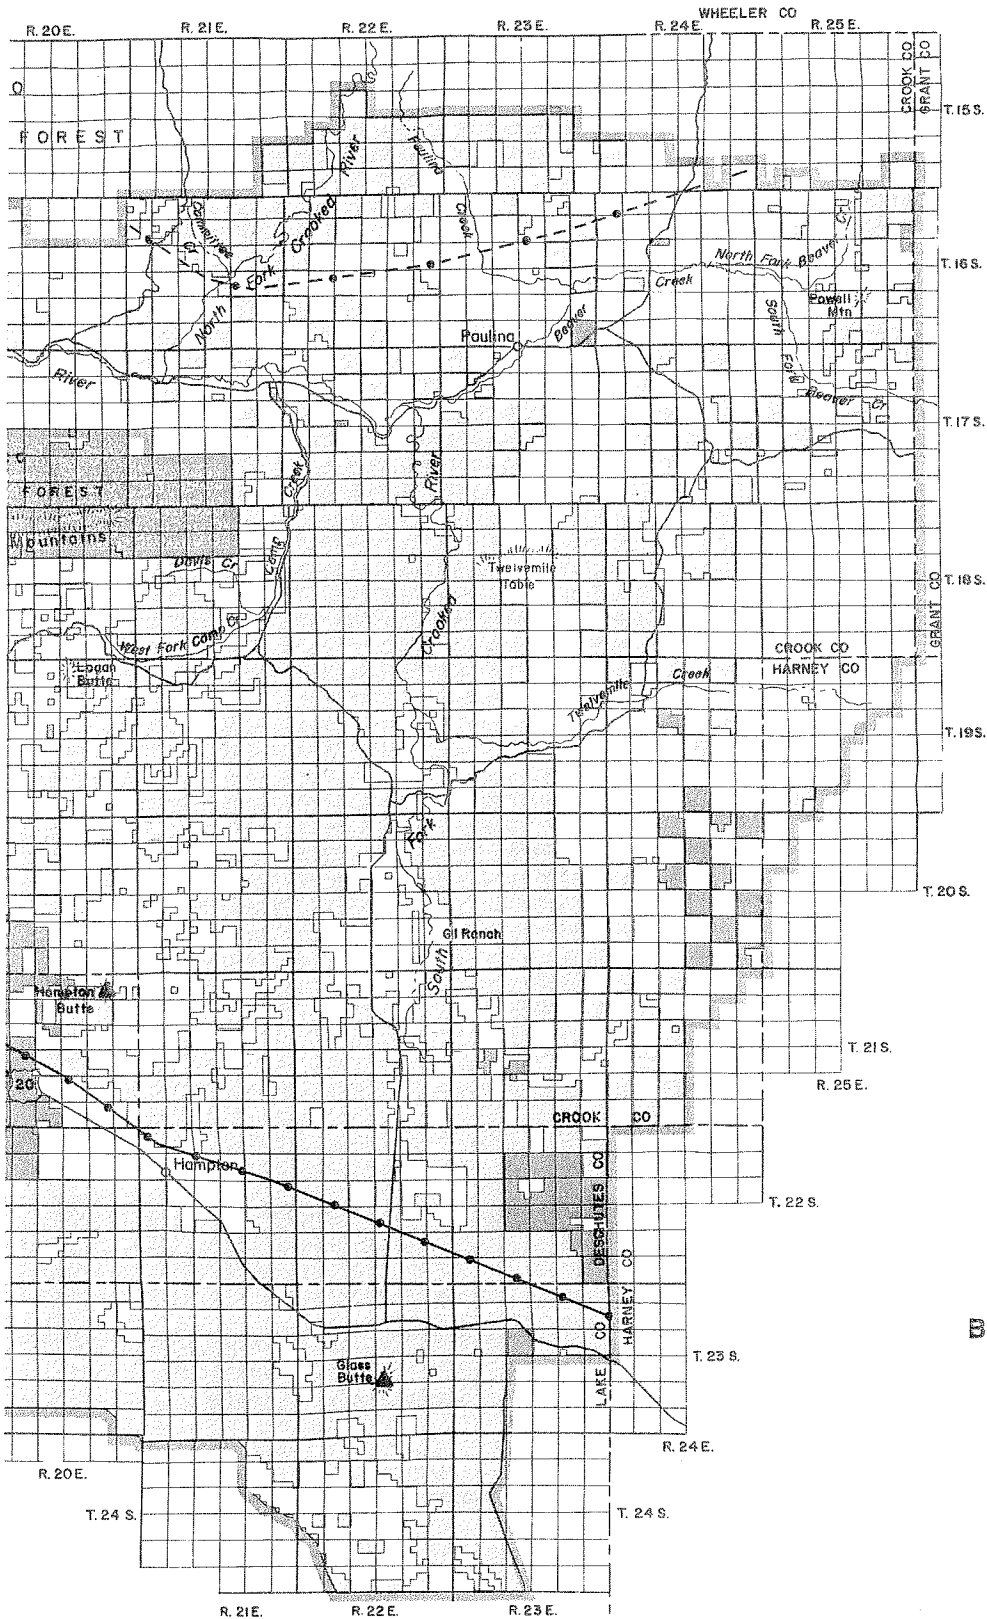 WHEELER CO
R. 20 E. R. 21 E. R. 22 E. R. 23 E. R. 24 E. R. 25 E.
CROOK CO
GRANT CO
T. 15 S.
FOREST
River
Paulina
Creek
Crooked
Committee
Cr
Fork
North
North Fork Beaver Cr
T. 16 S.
Creek
Powell
Mtn
South
Fork
Beaver Cr
Paulina
Beaver
River
T. 17 S.
River
Creek
FOREST
Mountains
Davis Cr
Camp
Twelvemile
Table
T. 18 S.
GRANT CO
Crooked
West Fork Camp Cr
Logan
Butte
CROOK CO
HARNEY CO
Twelvemile
Creek
T. 19 S.
Fork
T. 20 S.
GI Ranch
South
Hampton
Butte
T. 21 S.
20
R. 25 E.
CROOK CO
Hampton
DESCHUTES CO
T. 22 S.
HARNEY CO
LAKE CO
B
T. 23 S.
Glass
Butte
R. 24 E.
R. 20 E.
T. 24 S. T. 24 S.
R. 21 E. R. 22 E. R. 23 E.